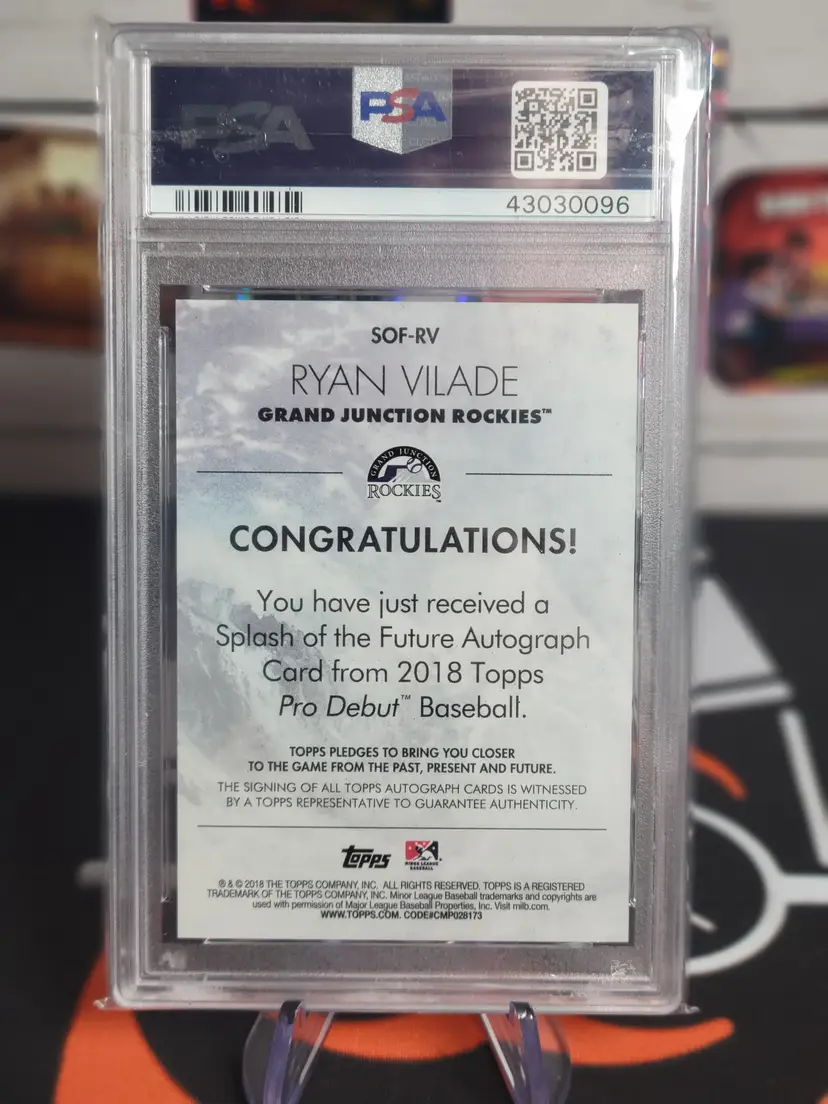 PSA
PSA
43030096
SOF-RV
RYAN VILADE
GRAND JUNCTION ROCKIES™
GRAND JUNCTION
ROCKIES™
CONGRATULATIONS!
You have just received a
Splash of the Future Autograph
Card from 2018 Topps
Pro Debut™ Baseball.
TOPPS PLEDGES TO BRING YOU CLOSER
TO THE GAME FROM THE PAST, PRESENT AND FUTURE.
THE SIGNING OF ALL TOPPS AUTOGRAPH CARDS IS WITNESSED
BY A TOPPS REPRESENTATIVE TO GUARANTEE AUTHENTICITY.
topps
MINOR LEAGUE
BASEBALL
® & © 2018 THE TOPPS COMPANY, INC. ALL RIGHTS RESERVED. TOPPS IS A REGISTERED
TRADEMARK OF THE TOPPS COMPANY, INC. Minor League Baseball trademarks and copyrights are
used with permission of Major League Baseball Properties, Inc. Visit milb.com.
WWW.TOPPS.COM. CODE#CMP028173